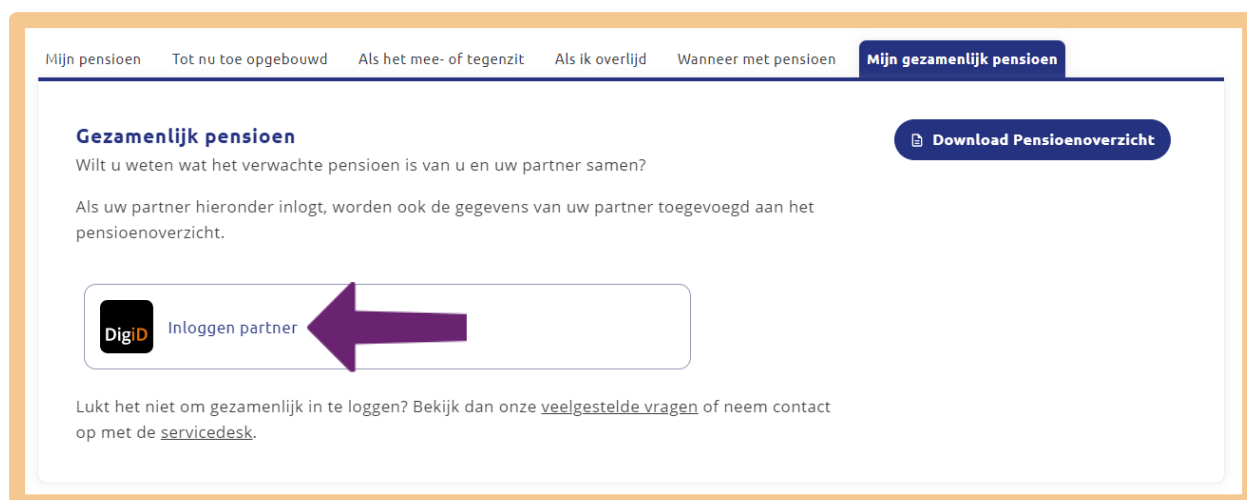 Mijn pensioen Tot nu toe opgebouwd Als het mee- of tegenzit Als ik overlijd Wanneer met pensioen Mijn gezamenlijk pensioen
Gezamenlijk pensioen
Download Pensioenoverzicht
Wilt u weten wat het verwachte pensioen is van u en uw partner samen?
Als uw partner hieronder inlogt, worden ook de gegevens van uw partner toegevoegd aan het
pensioenoverzicht.
DigiD Inloggen partner
Lukt het niet om gezamenlijk in te loggen? Bekijk dan onze veelgestelde vragen of neem contact
op met de servicedesk.